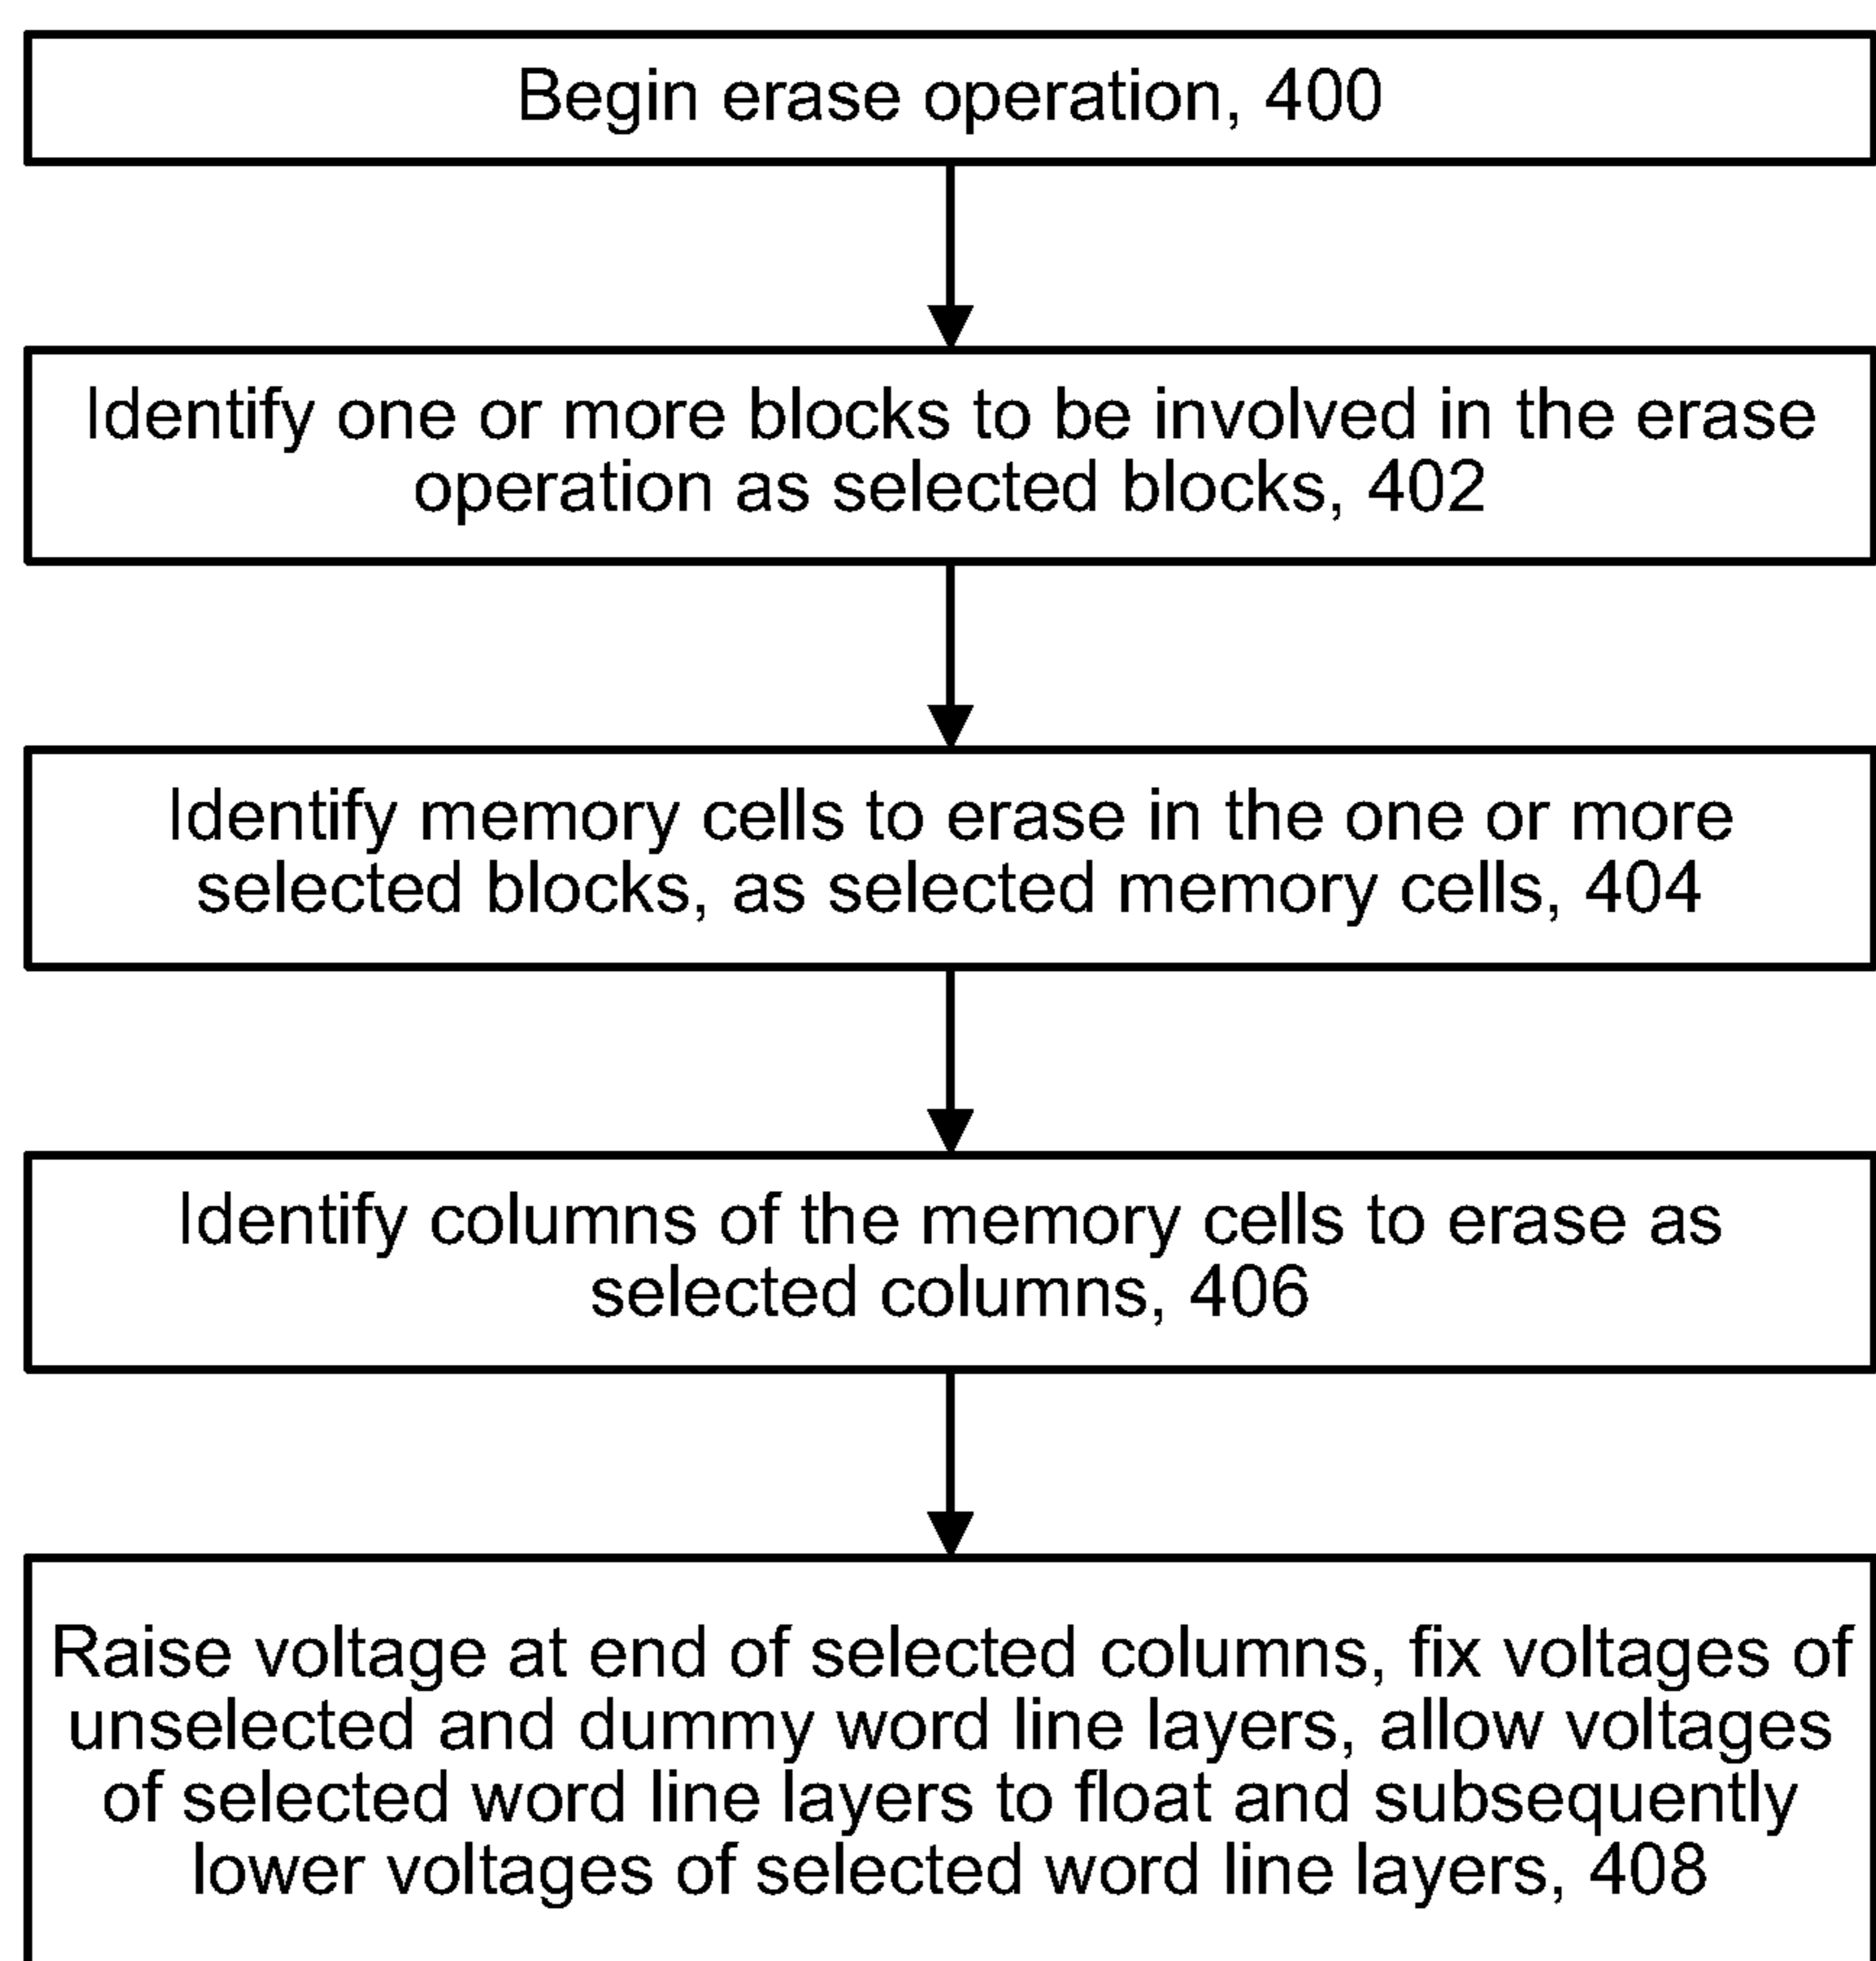 Begin erase operation, 400
Identify one or more blocks to be involved in the erase
operation as selected blocks, 402
Identify memory cells to erase in the one or more
selected blocks, as selected memory cells, 404
Identify columns of the memory cells to erase as
selected columns, 406
Raise voltage at end of selected columns, fix voltages of
unselected and dummy word line layers, allow voltages
of selected word line layers to float and subsequently
lower voltages of selected word line layers, 408